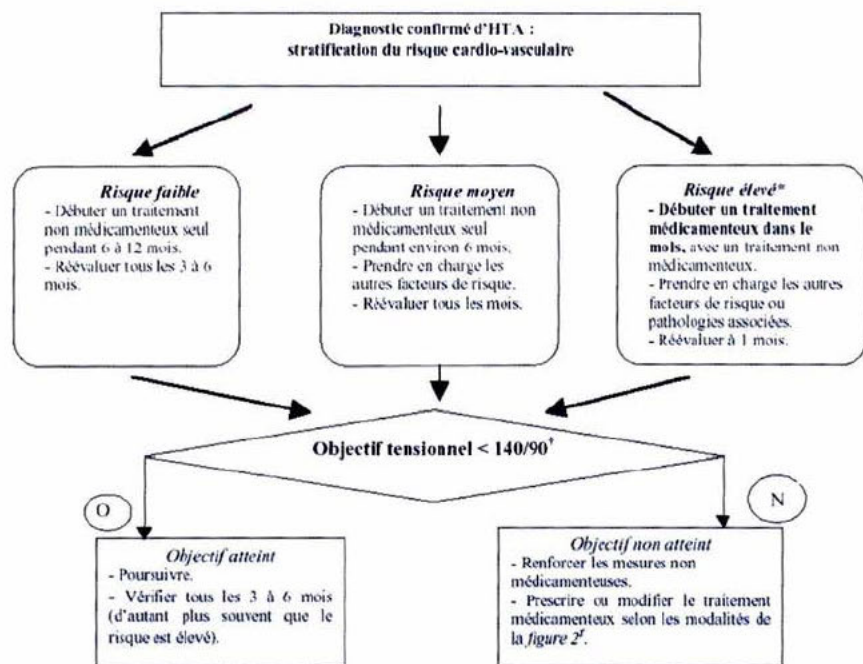 Diagnostic confirmé d'HTA :
stratification du risque cardio-vasculaire
Risque faible
- Débuter un traitement
non médicamenteux seul
pendant 6 à 12 mois.
- Réévaluer tous les 3 à 6
mois.
Risque moyen
- Débuter un traitement non
médicamenteux seul
pendant environ 6 mois.
- Prendre en charge les
autres facteurs de risque.
- Réévaluer tous les mois.
Risque élevé*
- Débuter un traitement
médicamenteux dans le
mois, avec un traitement non
médicamenteux.
- Prendre en charge les autres
facteurs de risque ou
pathologies associées.
- Réévaluer à 1 mois.
Objectif tensionnel < 140/90†
O
N
Objectif atteint
- Poursuivre.
- Vérifier tous les 3 à 6 mois
(d'autant plus souvent que le
risque est élevé).
Objectif non atteint
- Renforcer les mesures non
médicamenteuses.
- Prescrire ou modifier le traitement
médicamenteux selon les modalités de
la figure 2.